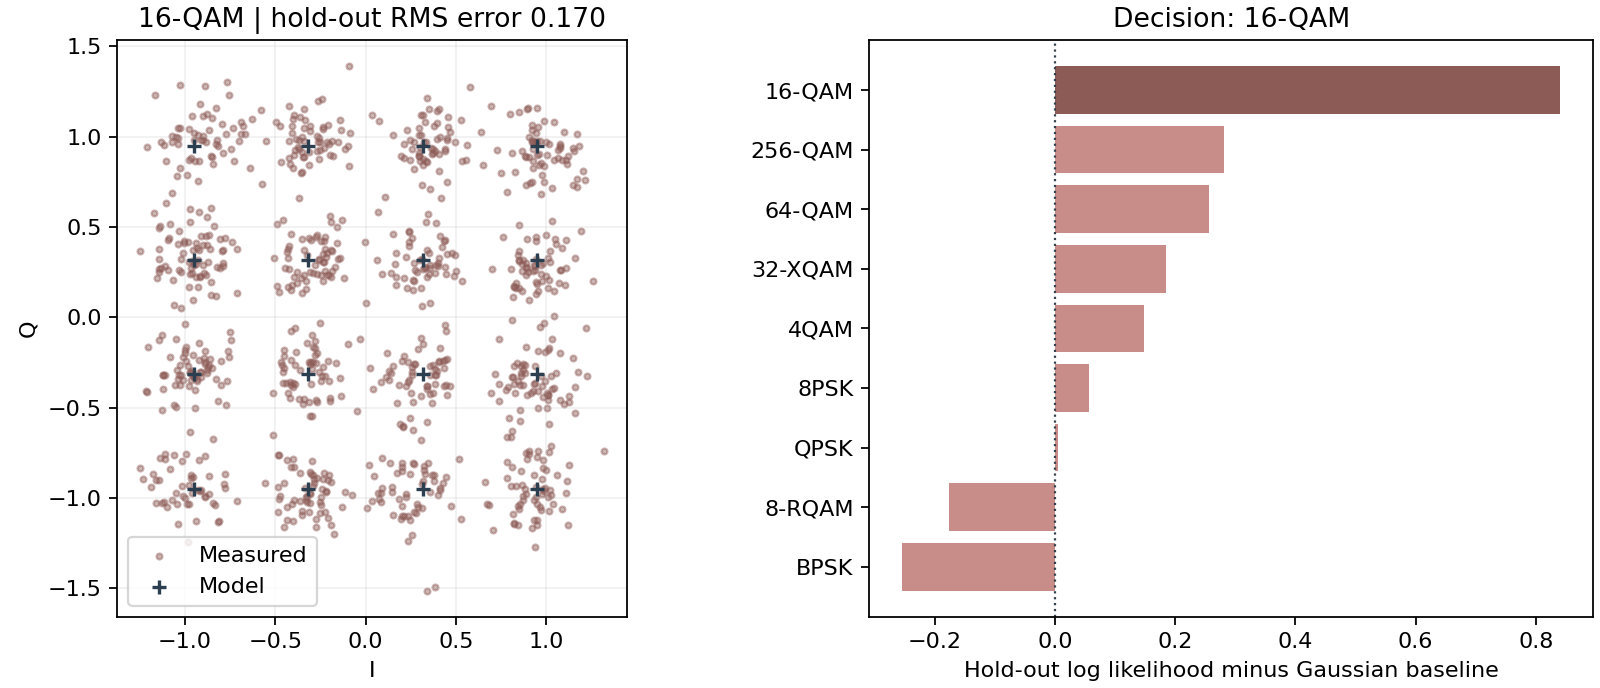 16-QAM | hold-out RMS error 0.170
1.5
1.0
0.5
0.0
−0.5
−1.0
−1.5
Q
Measured
Model
−1.0
−0.5
0.0
0.5
1.0
I
Decision: 16-QAM
16-QAM
256-QAM
64-QAM
32-XQAM
4QAM
8PSK
QPSK
8-RQAM
BPSK
−0.2
0.0
0.2
0.4
0.6
0.8
Hold-out log likelihood minus Gaussian baseline